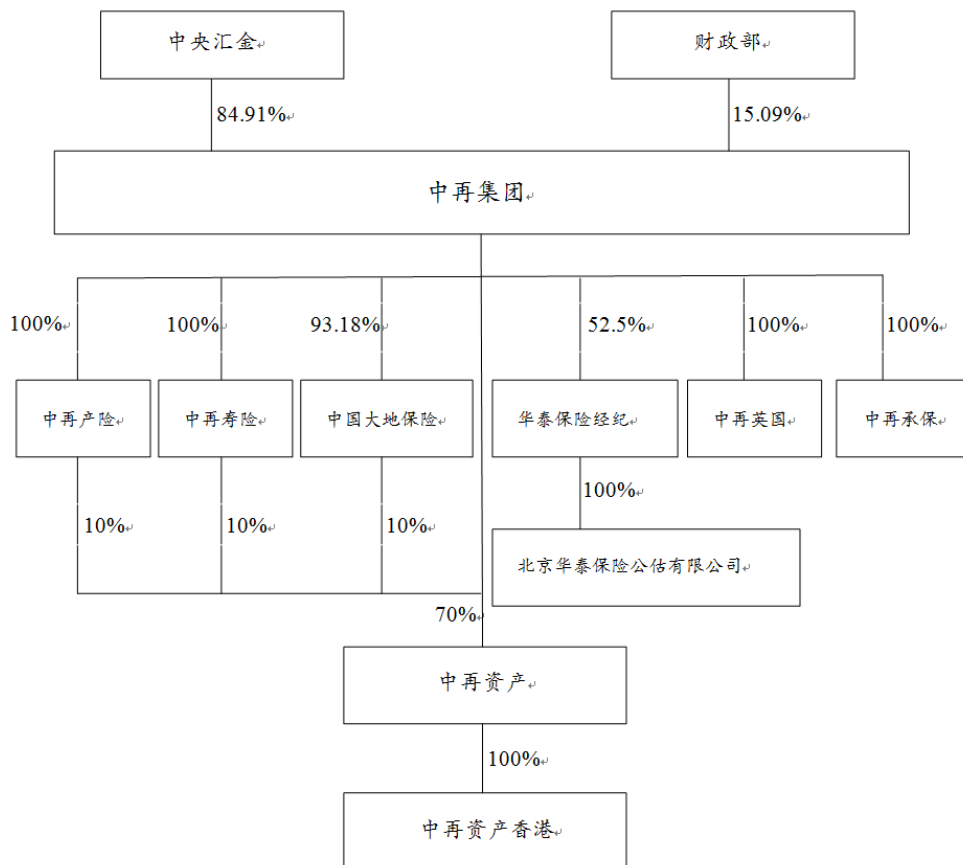 中央汇金
财政部
84.91%
15.09%
中再集团
100%
100%
93.18%
52.5%
100%
100%
中再产险
中再寿险
中国大地保险
华泰保险经纪
中再英国
中再承保
100%
10%
10%
10%
北京华泰保险公估有限公司
70%
中再资产
100%
中再资产香港